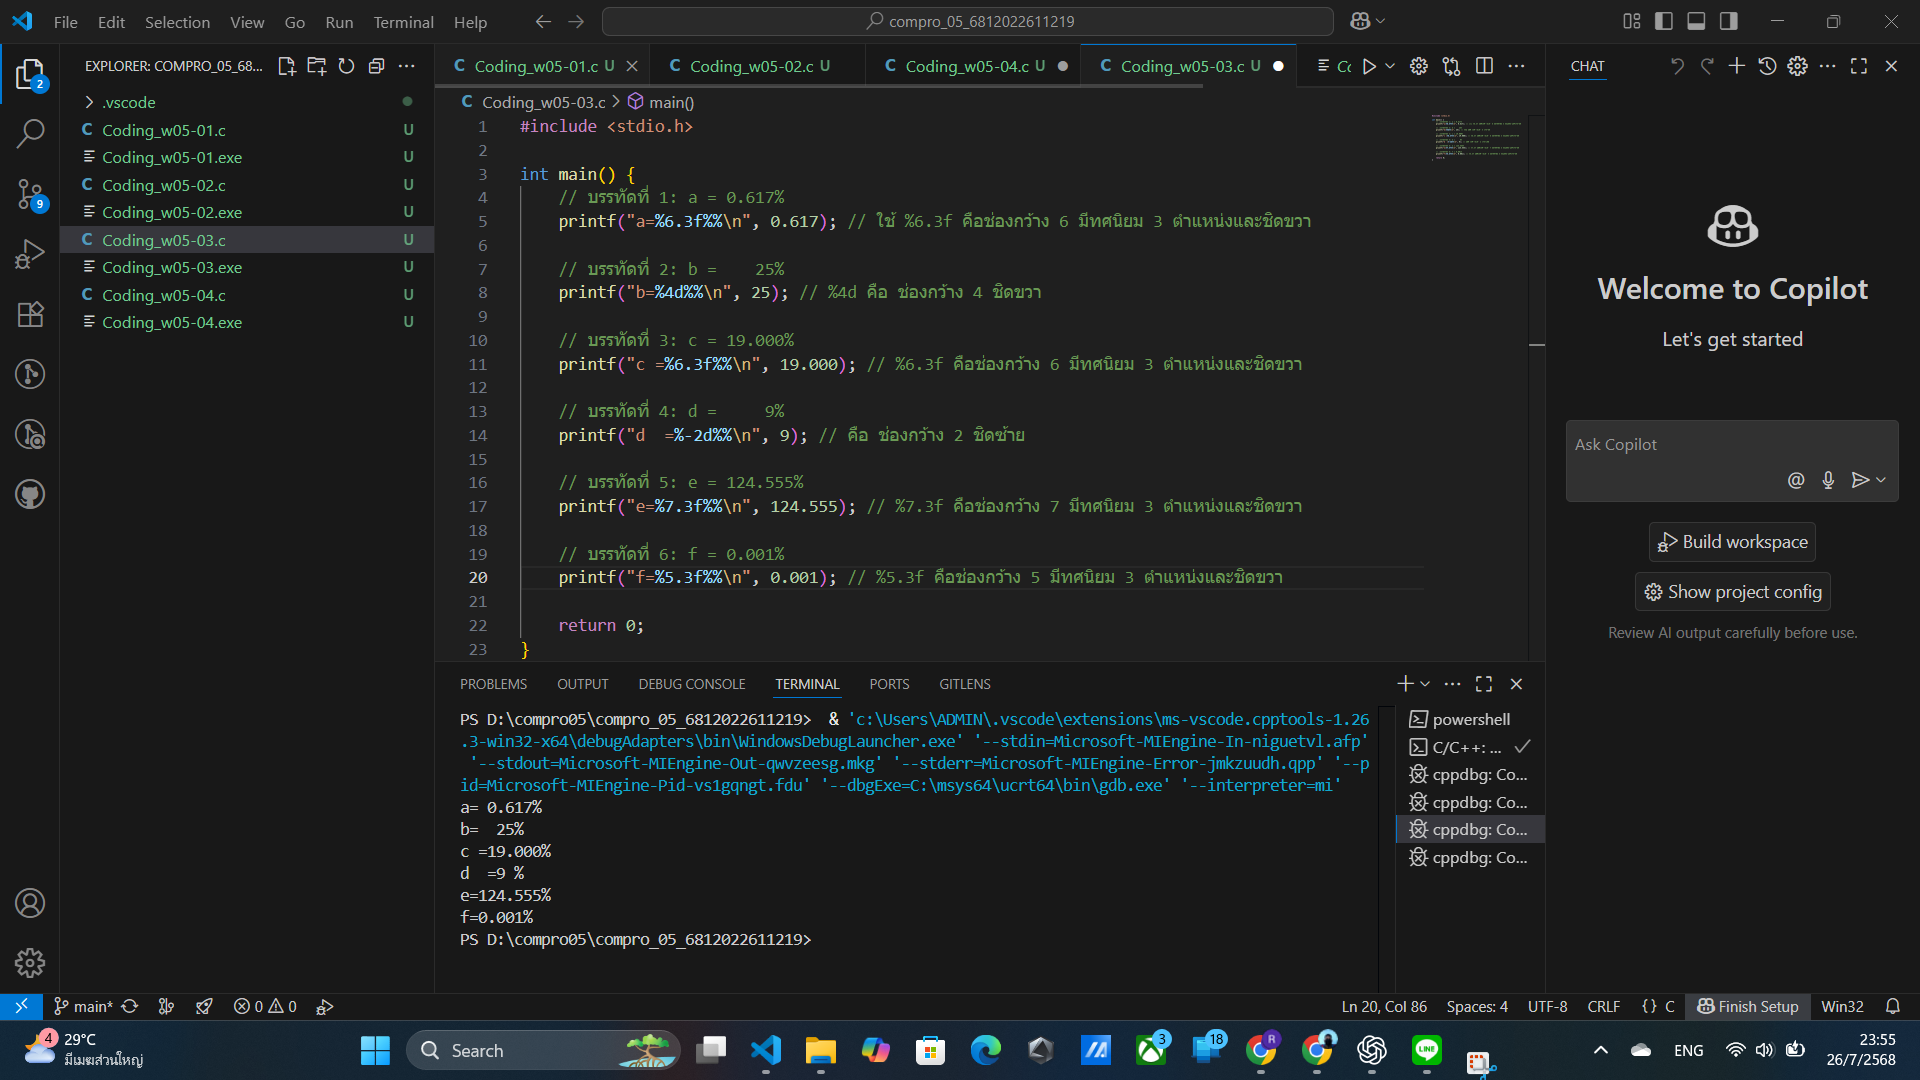 File Edit Selection View Go Run Terminal Help
compro_05_6812022611219
EXPLORER: COMPRO_05_68...
.vscode
Coding_w05-01.c U
Coding_w05-01.exe U
Coding_w05-02.c U
Coding_w05-02.exe U
Coding_w05-03.c U
Coding_w05-03.exe U
Coding_w05-04.c U
Coding_w05-04.exe U
2
9
C Coding_w05-01.c U
C Coding_w05-02.c U
C Coding_w05-04.c U
C Coding_w05-03.c U
C Coding_w05-03.c > main()
1 #include <stdio.h>
2
3 int main() {
4 // บรรทัดที่ 1: a = 0.617%
5 printf("a=%6.3f%%\n", 0.617); // ใช้ %6.3f คือช่องกว้าง 6 มีทศนิยม 3 ตำแหน่งและชิดขวา
6
7 // บรรทัดที่ 2: b =    25%
8 printf("b=%4d%%\n", 25); // %4d คือ ช่องกว้าง 4 ชิดขวา
9
10 // บรรทัดที่ 3: c = 19.000%
11 printf("c =%6.3f%%\n", 19.000); // %6.3f คือช่องกว้าง 6 มีทศนิยม 3 ตำแหน่งและชิดขวา
12
13 // บรรทัดที่ 4: d =     9%
14 printf("d  =%-2d%%\n", 9); // คือ ช่องกว้าง 2 ชิดซ้าย
15
16 // บรรทัดที่ 5: e = 124.555%
17 printf("e=%7.3f%%\n", 124.555); // %7.3f คือช่องกว้าง 7 มีทศนิยม 3 ตำแหน่งและชิดขวา
18
19 // บรรทัดที่ 6: f = 0.001%
20 printf("f=%5.3f%%\n", 0.001); // %5.3f คือช่องกว้าง 5 มีทศนิยม 3 ตำแหน่งและชิดขวา
21
22 return 0;
23 }
PROBLEMS OUTPUT DEBUG CONSOLE TERMINAL PORTS GITLENS
PS D:\compro05\compro_05_6812022611219>  & 'c:\Users\ADMIN\.vscode\extensions\ms-vscode.cpptools-1.26
.3-win32-x64\debugAdapters\bin\WindowsDebugLauncher.exe' '--stdin=Microsoft-MIEngine-In-niguetvl.afp'
'--stdout=Microsoft-MIEngine-Out-qwvzeesg.mkg' '--stderr=Microsoft-MIEngine-Error-jmkzuudh.qpp' '--p
id=Microsoft-MIEngine-Pid-vs1gqngt.fdu' '--dbgExe=C:\msys64\ucrt64\bin\gdb.exe' '--interpreter=mi'
a= 0.617%
b=  25%
c =19.000%
d  =9 %
e=124.555%
f=0.001%
PS D:\compro05\compro_05_6812022611219>
powershell
C/C++: ...
cppdbg: Co...
cppdbg: Co...
cppdbg: Co...
cppdbg: Co...
CHAT
Welcome to Copilot
Let's get started
Ask Copilot
Build workspace
Show project config
Review AI output carefully before use.
main* 0 0
Ln 20, Col 86 Spaces: 4 UTF-8 CRLF {} C Finish Setup Win32
4
29°C
มีเมฆส่วนใหญ่
Search
3
18
R
LINE
ENG
23:55
26/7/2568